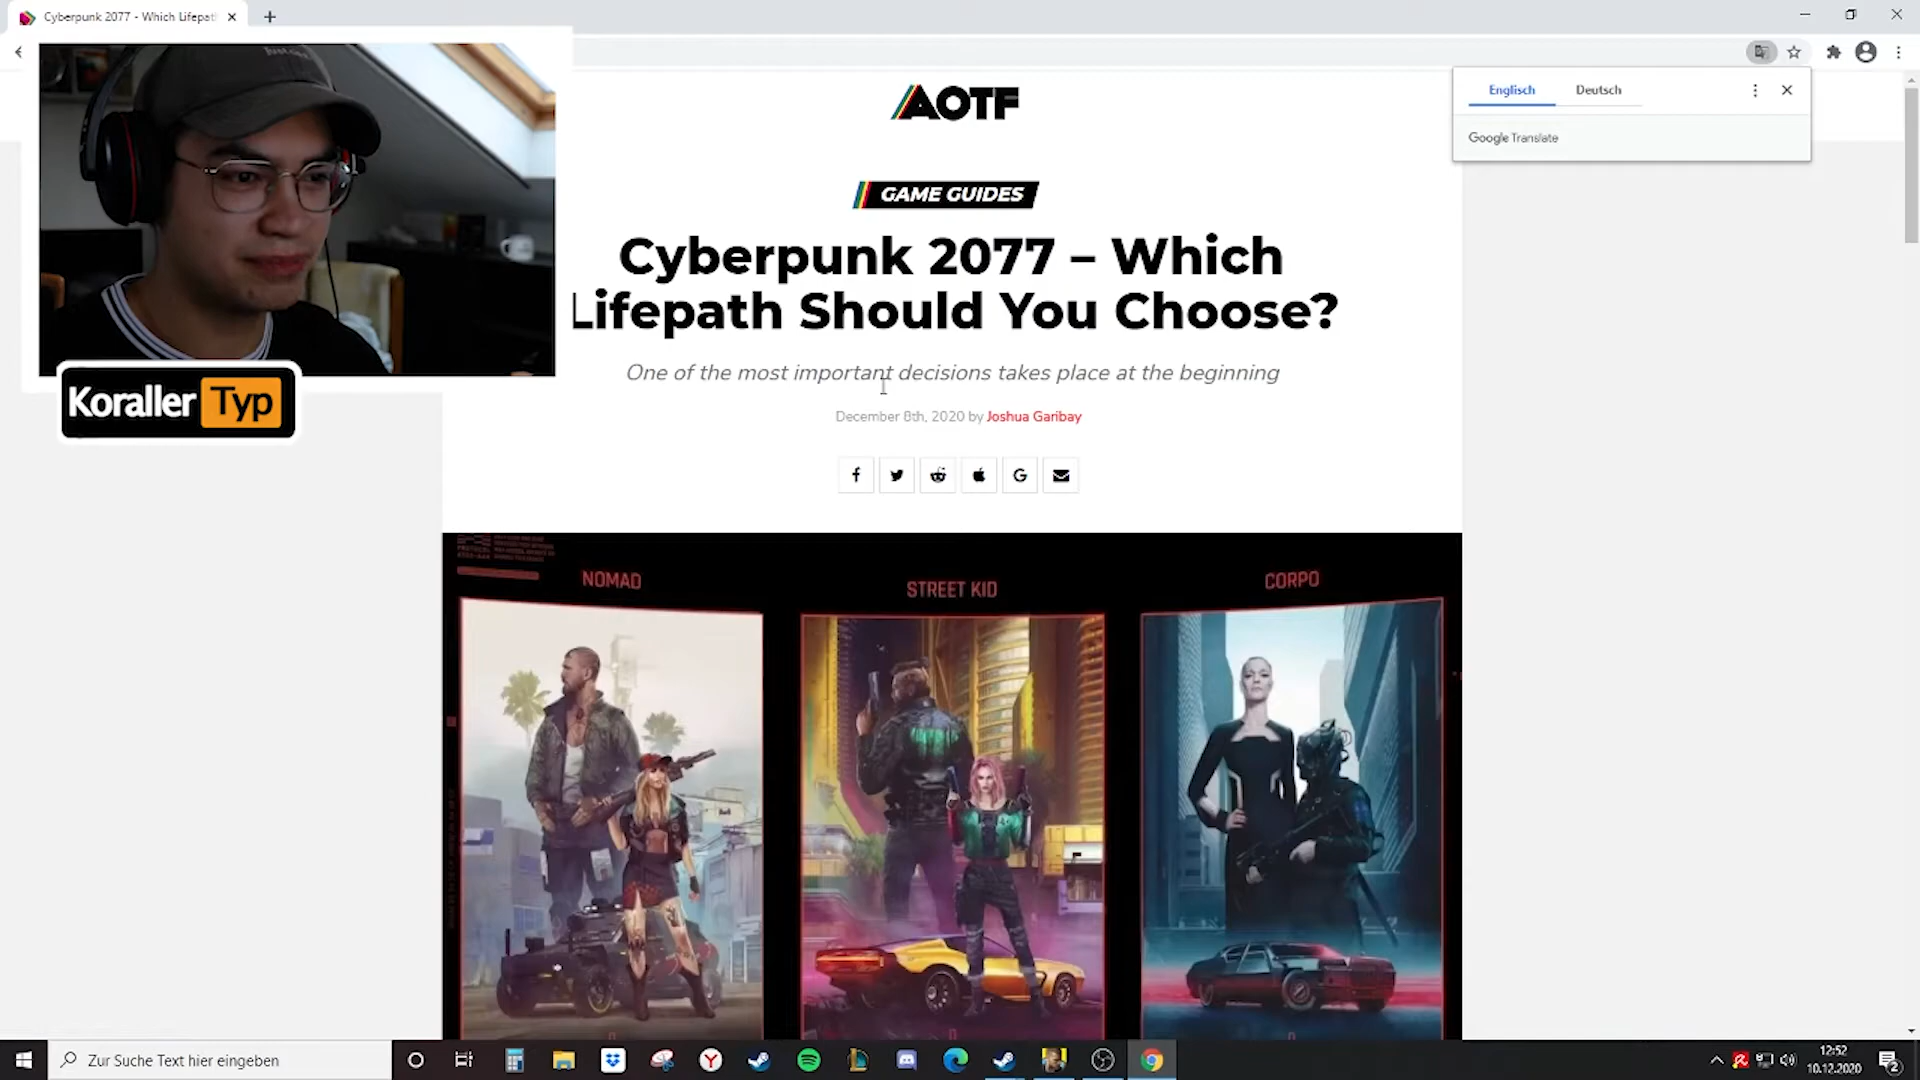 Cyberpunk 2077 - Which Lifepat
Englisch
Deutsch
Google Translate
AOTF
GAME GUIDES
Cyberpunk 2077 – Which
Lifepath Should You Choose?
One of the most important decisions takes place at the beginning
December 8th, 2020 by Joshua Garibay
Koraller Typ
NOMAD
STREET KID
CORPO
Zur Suche Text hier eingeben
12:52
10.12.2020
2